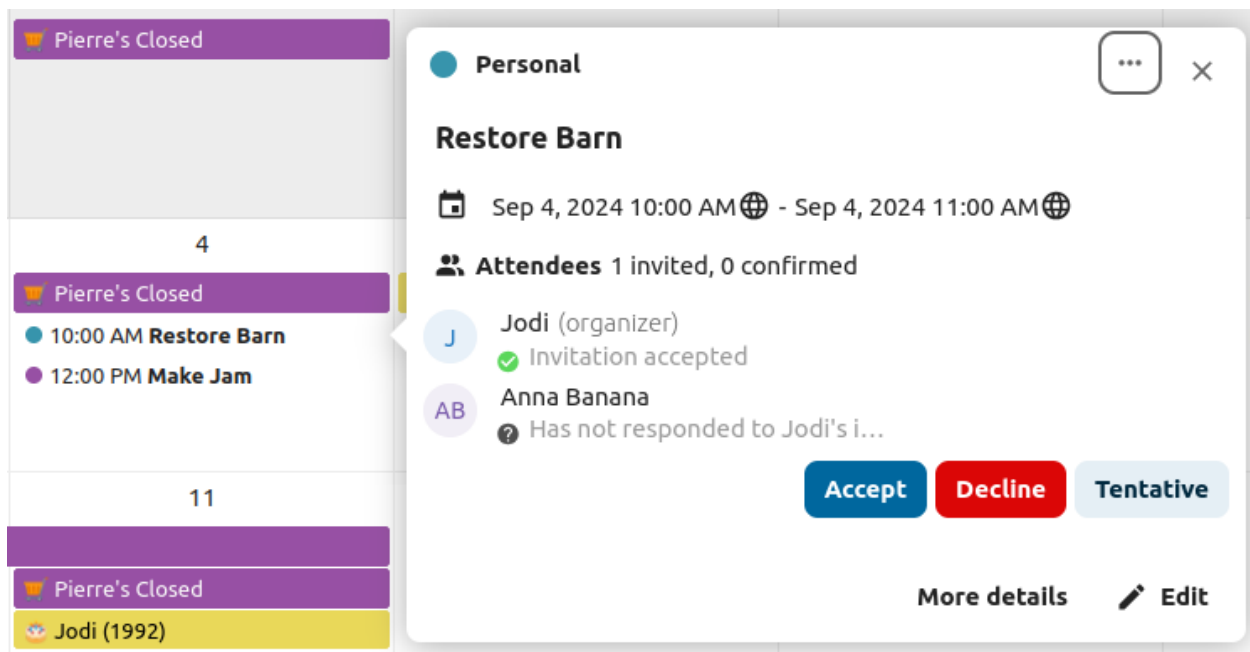 Pierre's Closed
4
Pierre's Closed
10:00 AM Restore Barn
12:00 PM Make Jam
11
Pierre's Closed
Jodi (1992)
Personal
Restore Barn
Sep 4, 2024 10:00 AM - Sep 4, 2024 11:00 AM
Attendees 1 invited, 0 confirmed
J
Jodi (organizer)
Invitation accepted
AB
Anna Banana
Has not responded to Jodi's i...
Accept Decline Tentative
More details Edit